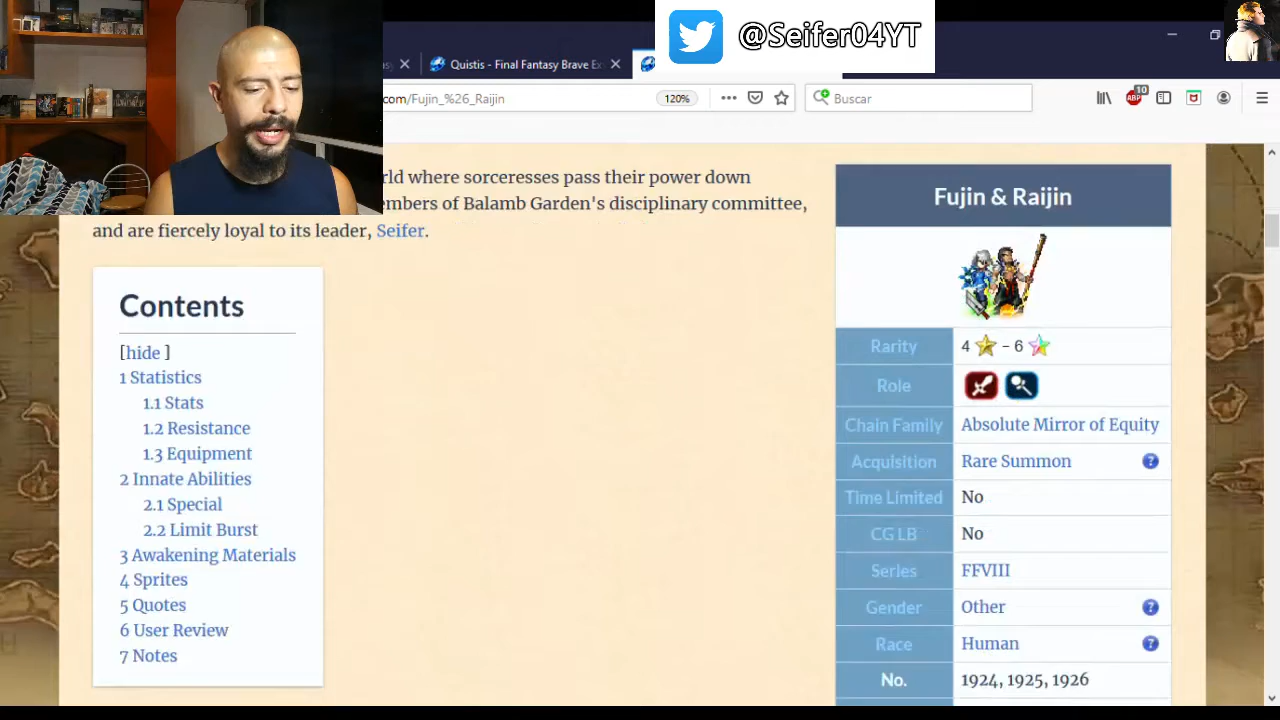 @Seifer04YT
Quistis - Final Fantasy Brave Ex
com/Fujin_%26_Raijin
120%
Buscar
ABP
10
rld where sorceresses pass their power down
embers of Balamb Garden's disciplinary committee,
and are fiercely loyal to its leader, Seifer.
Contents
[hide ]
1 Statistics
1.1 Stats
1.2 Resistance
1.3 Equipment
2 Innate Abilities
2.1 Special
2.2 Limit Burst
3 Awakening Materials
4 Sprites
5 Quotes
6 User Review
7 Notes
Fujin & Raijin
Rarity 4 – 6
Role
Chain Family Absolute Mirror of Equity
Acquisition Rare Summon ?
Time Limited No
CG LB No
Series FFVIII
Gender Other ?
Race Human ?
No. 1924, 1925, 1926